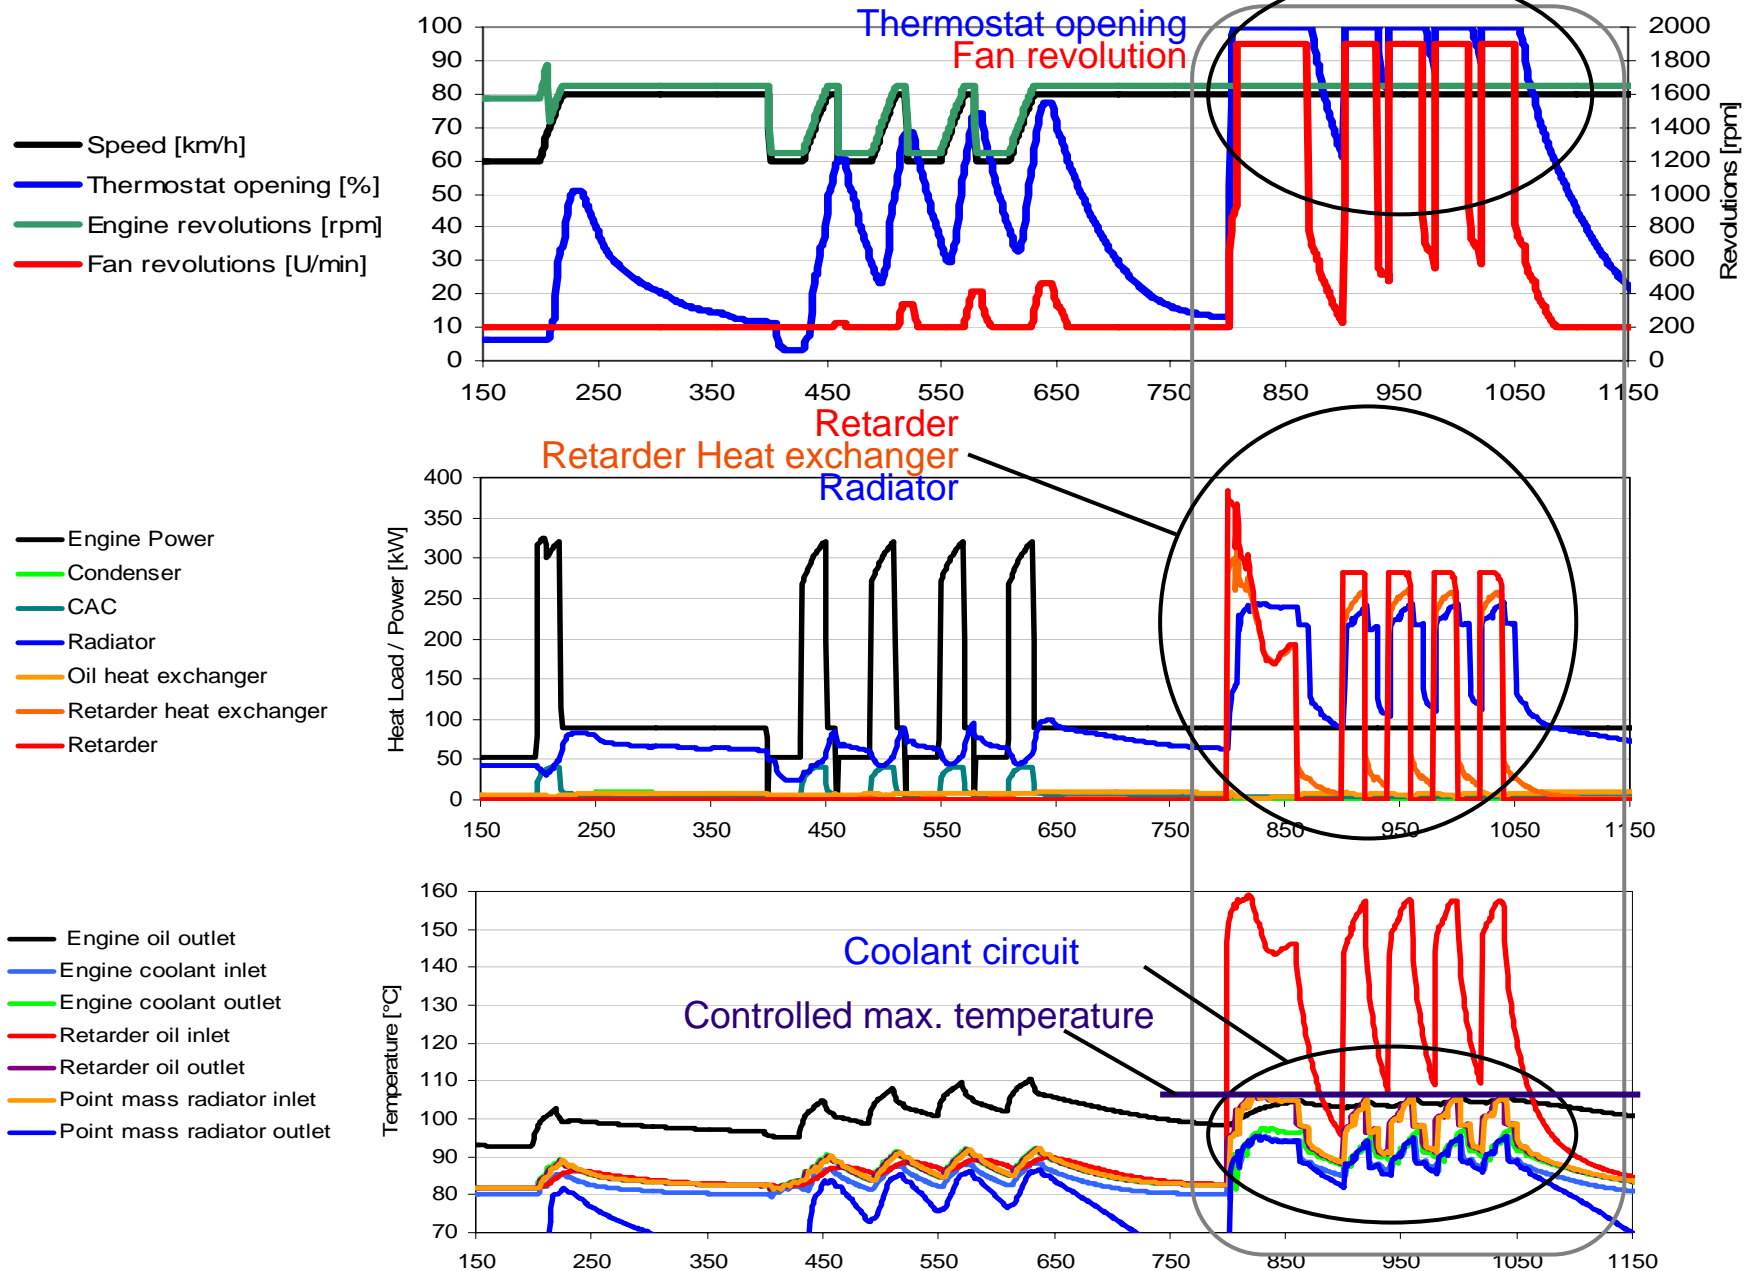 Thermostat opening
Fan revolution
100
90
80
70
60
50
40
30
20
10
0
2000
1800
1600
1400
1200
1000
800
600
400
200
0
Revolutions [rpm]
Speed [km/h]
Thermostat opening [%]
Engine revolutions [rpm]
Fan revolutions [U/min]
150 250 350 450 550 650 750 850 950 1050 1150
Retarder
Retarder Heat exchanger
Radiator
400
350
300
250
200
150
100
50
0
Heat Load / Power [kW]
Engine Power
Condenser
CAC
Radiator
Oil heat exchanger
Retarder heat exchanger
Retarder
150 250 350 450 550 650 750 850 950 1050 1150
160
150
140
130
120
110
100
90
80
70
Temperature [°C]
Coolant circuit
Controlled max. temperature
Engine oil outlet
Engine coolant inlet
Engine coolant outlet
Retarder oil inlet
Retarder oil outlet
Point mass radiator inlet
Point mass radiator outlet
150 250 350 450 550 650 750 850 950 1050 1150